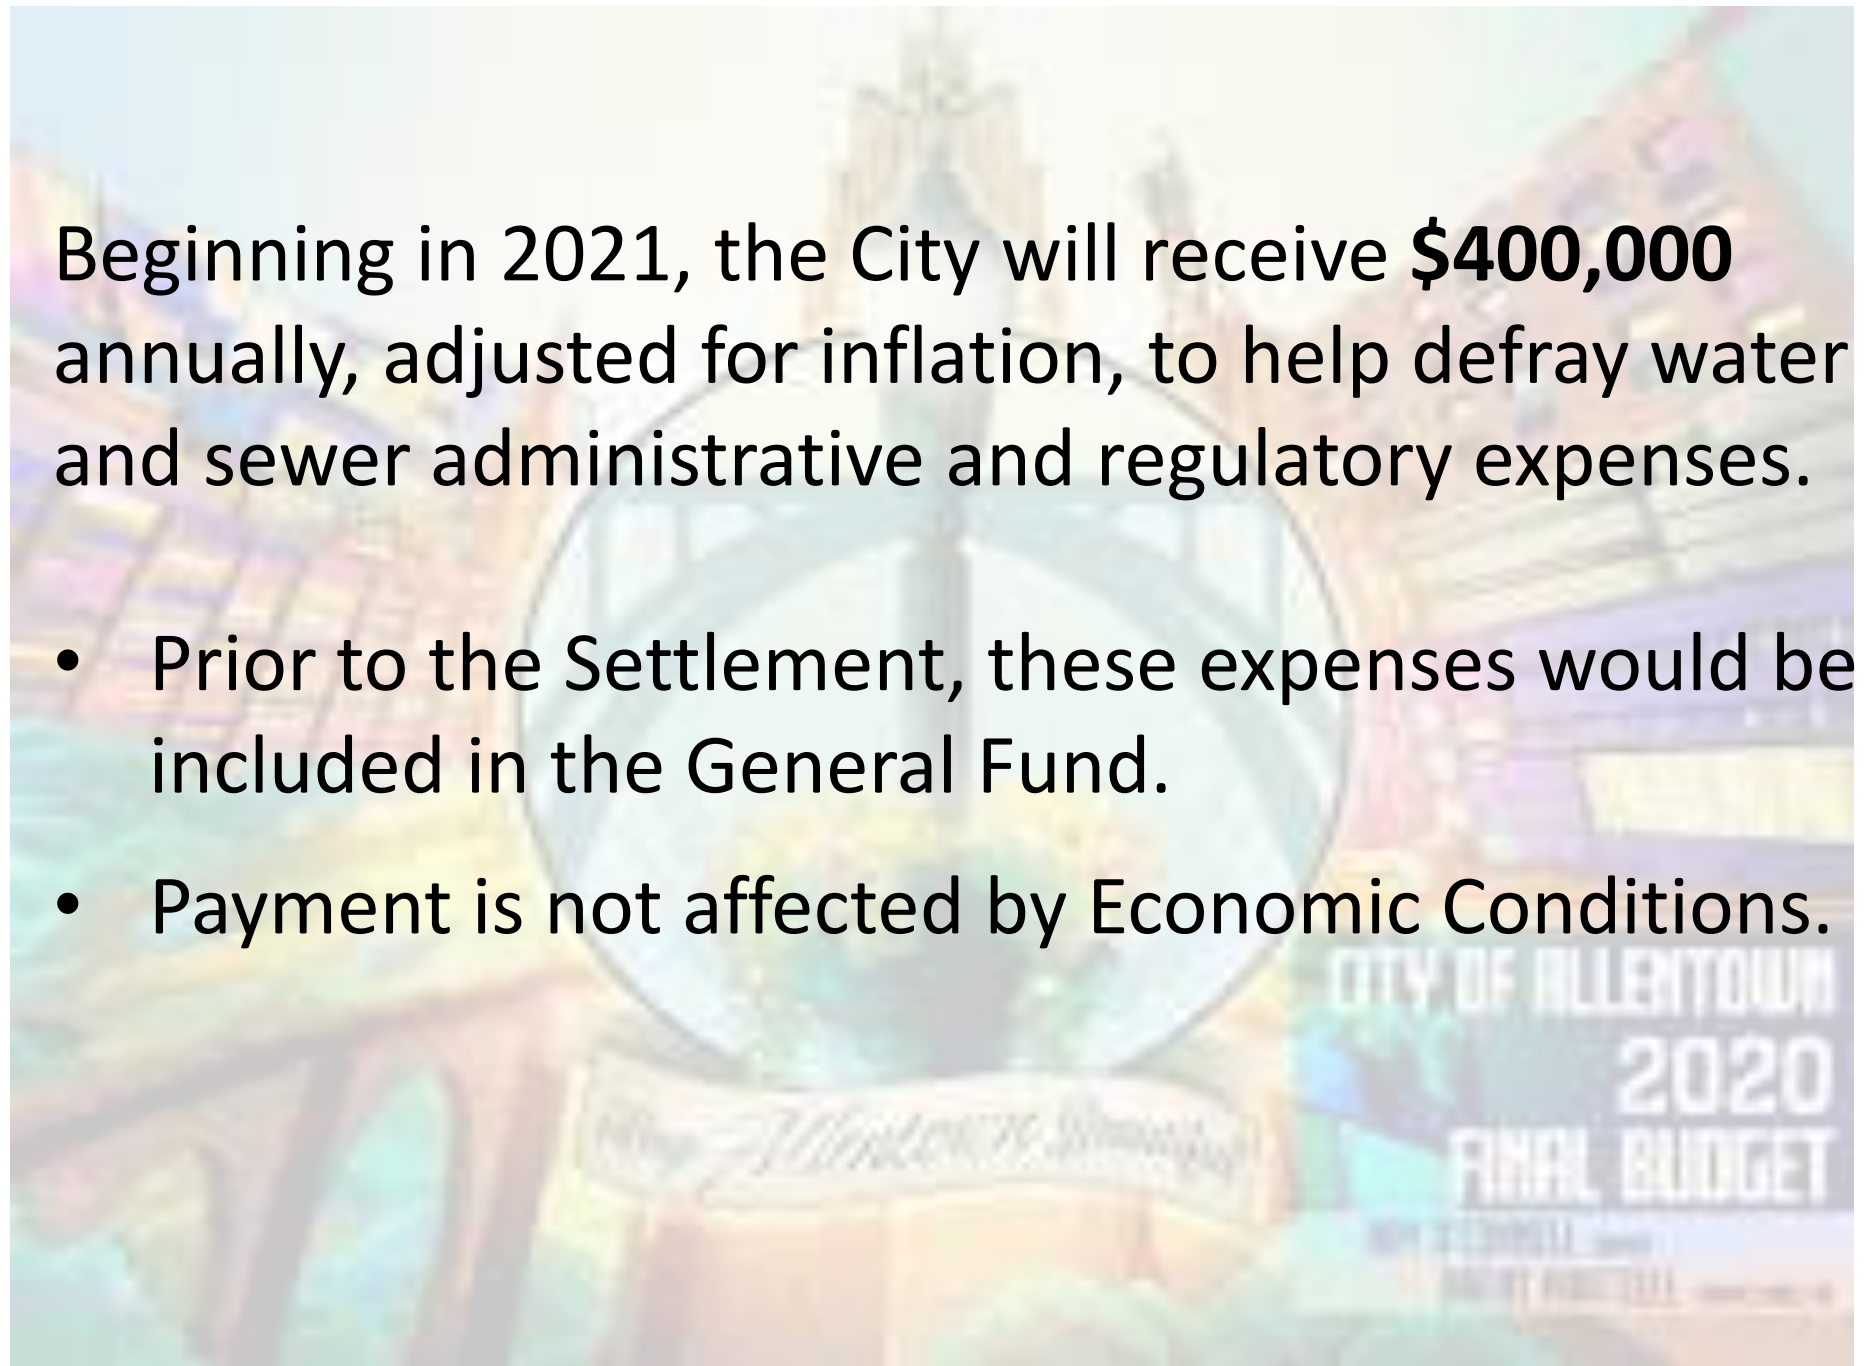 Beginning in 2021, the City will receive $400,000
annually, adjusted for inflation, to help defray water
and sewer administrative and regulatory expenses.
• Prior to the Settlement, these expenses would be
included in the General Fund.
• Payment is not affected by Economic Conditions.
CITY OF ALLENTOWN
2020
FINAL BUDGET
Allentown